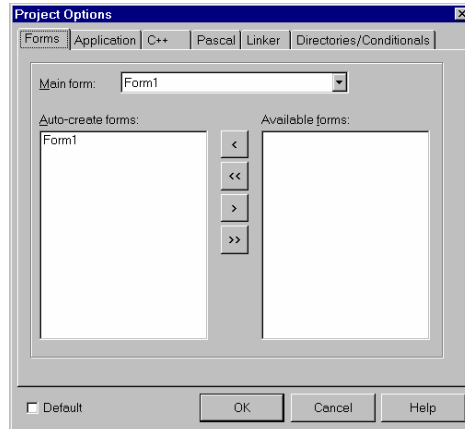 Project Options
Forms Application C++ Pascal Linker Directories/Conditionals
Main form: Form1
Auto-create forms: Available forms:
Form1
<
<<
>
>>
Default OK Cancel Help